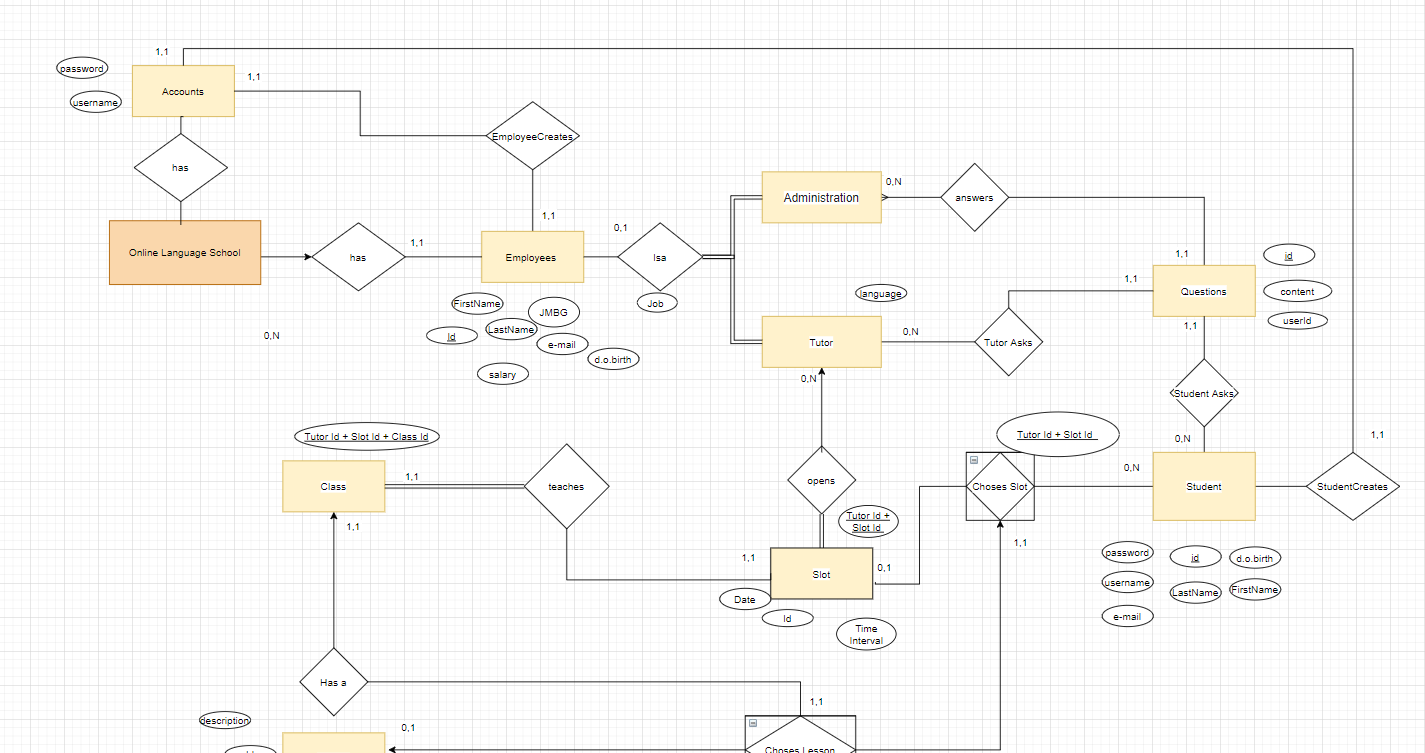 1,1
password
1,1
Accounts
username
EmployeeCreates
has
0,N
Administration
answers
1,1
0,1
1,1
Online Language School
has
1,1
Employees
Isa
id
1,1
Questions
content
userId
language
FirstName
JMBG
Job
LastName
Id
e-mail
d.o.birth
salary
0,N
0,N
Tutor
Tutor Asks
1,1
0,N
Student Asks
Tutor Id + Slot Id + Class Id
Tutor Id + Slot Id
0,N
1,1
0,N
Class
1,1
teaches
opens
Choses Slot
Student
StudentCreates
1,1
Tutor Id +
Slot Id
1,1
1,1
Slot
0,1
password
id
d.o.birth
username
LastName
FirstName
e-mail
Date
Id
Time
Interval
Has a
1,1
description
0,1
Choses Lesson